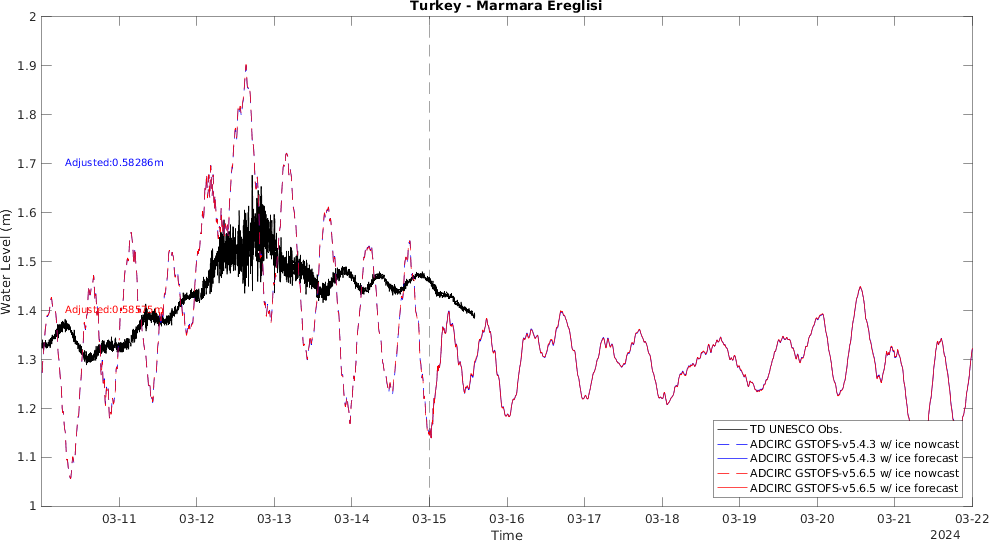 Turkey - Marmara Ereglisi
Water Level (m)
2
1.9
1.8
1.7
1.6
1.5
1.4
1.3
1.2
1.1
1
Adjusted:0.58286m
03-11
03-12
03-13
03-14
03-15
03-16
03-17
03-18
03-19
03-20
03-21
03-22
Time
2024
TD UNESCO Obs.
ADCIRC GSTOFS-v5.4.3 w/ ice nowcast
ADCIRC GSTOFS-v5.4.3 w/ ice forecast
ADCIRC GSTOFS-v5.6.5 w/ ice nowcast
ADCIRC GSTOFS-v5.6.5 w/ ice forecast